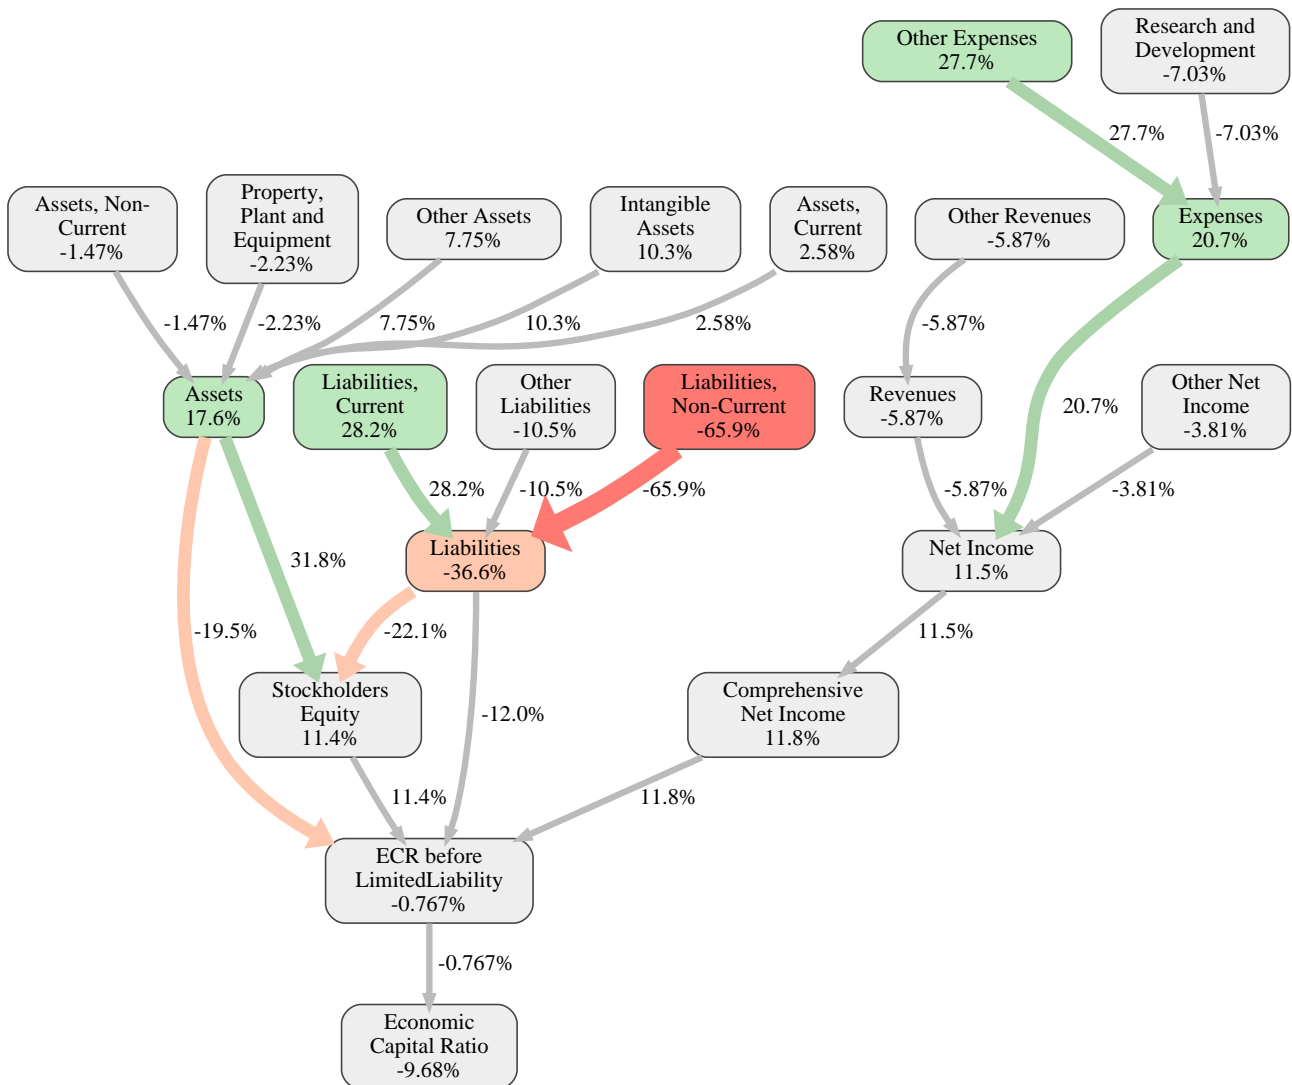 Other Expenses
27.7%
Research and
Development
-7.03%
27.7%
-7.03%
Assets, Non-
Current
-1.47%
Property,
Plant and
Equipment
-2.23%
Other Assets
7.75%
Intangible
Assets
10.3%
Assets,
Current
2.58%
Other Revenues
-5.87%
Expenses
20.7%
-1.47%
-2.23%
7.75%
10.3%
2.58%
-5.87%
Assets
17.6%
Liabilities,
Current
28.2%
Other
Liabilities
-10.5%
Liabilities,
Non-Current
-65.9%
Revenues
-5.87%
20.7%
Other Net
Income
-3.81%
28.2%
-10.5%
-65.9%
-5.87%
-3.81%
31.8%
Liabilities
-36.6%
Net Income
11.5%
-19.5%
-22.1%
11.5%
Stockholders
Equity
11.4%
-12.0%
Comprehensive
Net Income
11.8%
11.4%
11.8%
ECR before
LimitedLiability
-0.767%
-0.767%
Economic
Capital Ratio
-9.68%